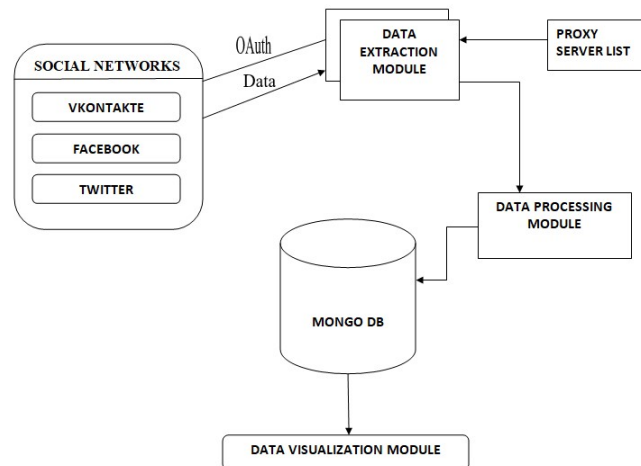 SOCIAL NETWORKS
VKONTAKTE
FACEBOOK
TWITTER
OAuth
Data
DATA
EXTRACTION
MODULE
PROXY
SERVER LIST
DATA PROCESSING
MODULE
MONGO DB
DATA VISUALIZATION MODULE